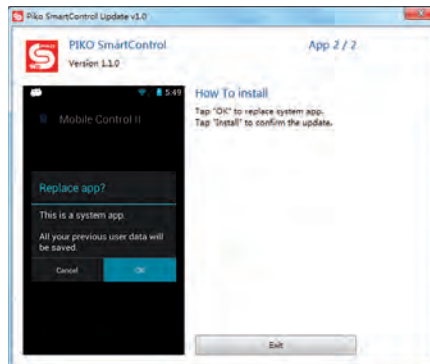 Piko SmartControl Update v1.0
PIKO SmartControl
App 2 / 2
Version 1.1.0
5:49
Mobile Control II
Replace app?
This is a system app.
All your previous user data will
be saved.
Cancel
OK
How To install
Tap "OK" to replace system app.
Tap "Install" to confirm the update.
Exit